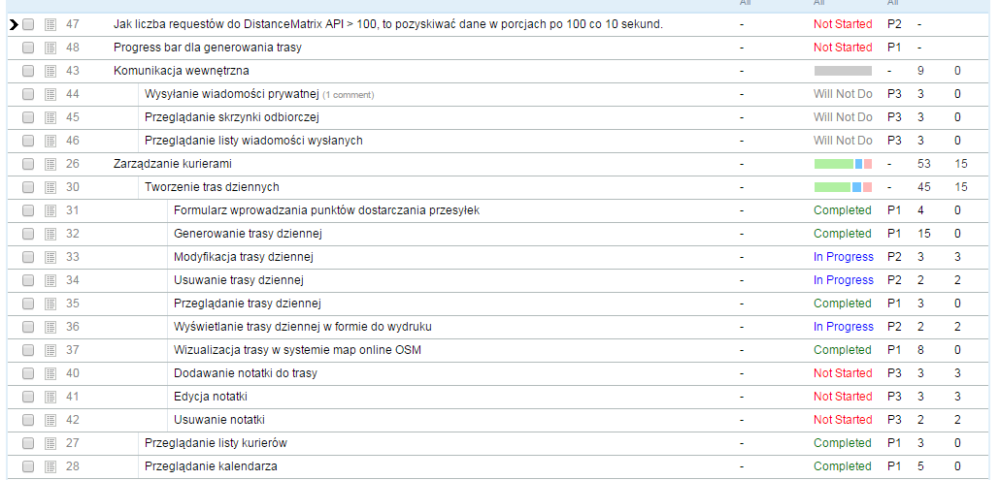 All All All
47 Jak liczba requestów do DistanceMatrix API > 100, to pozyskiwać dane w porcjach po 100 co 10 sekund. - Not Started P2 -
48 Progress bar dla generowania trasy - Not Started P1 -
43 Komunikacja wewnętrzna - - 9 0
44 Wysyłanie wiadomości prywatnej (1 comment) - Will Not Do P3 3 0
45 Przeglądanie skrzynki odbiorczej - Will Not Do P3 3 0
46 Przeglądanie listy wiadomości wysłanych - Will Not Do P3 3 0
26 Zarządzanie kurierami - - 53 15
30 Tworzenie tras dziennych - - 45 15
31 Formularz wprowadzania punktów dostarczania przesyłek - Completed P1 4 0
32 Generowanie trasy dziennej - Completed P1 15 0
33 Modyfikacja trasy dziennej - In Progress P2 3 3
34 Usuwanie trasy dziennej - In Progress P2 2 2
35 Przeglądanie trasy dziennej - Completed P1 3 0
36 Wyświetlanie trasy dziennej w formie do wydruku - In Progress P2 2 2
37 Wizualizacja trasy w systemie map online OSM - Completed P1 8 0
40 Dodawanie notatki do trasy - Not Started P3 3 3
41 Edycja notatki - Not Started P3 3 3
42 Usuwanie notatki - Not Started P3 2 2
27 Przeglądanie listy kurierów - Completed P1 3 0
28 Przeglądanie kalendarza - Completed P1 5 0